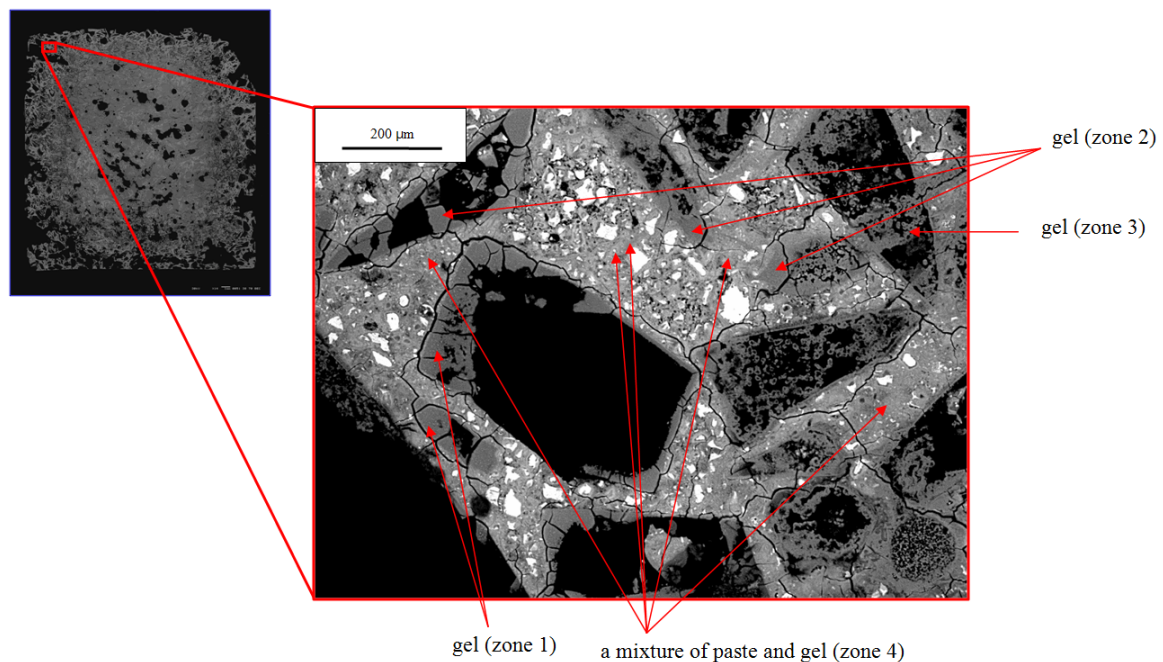 200 µm
gel (zone 2)
gel (zone 3)
gel (zone 1)
a mixture of paste and gel (zone 4)